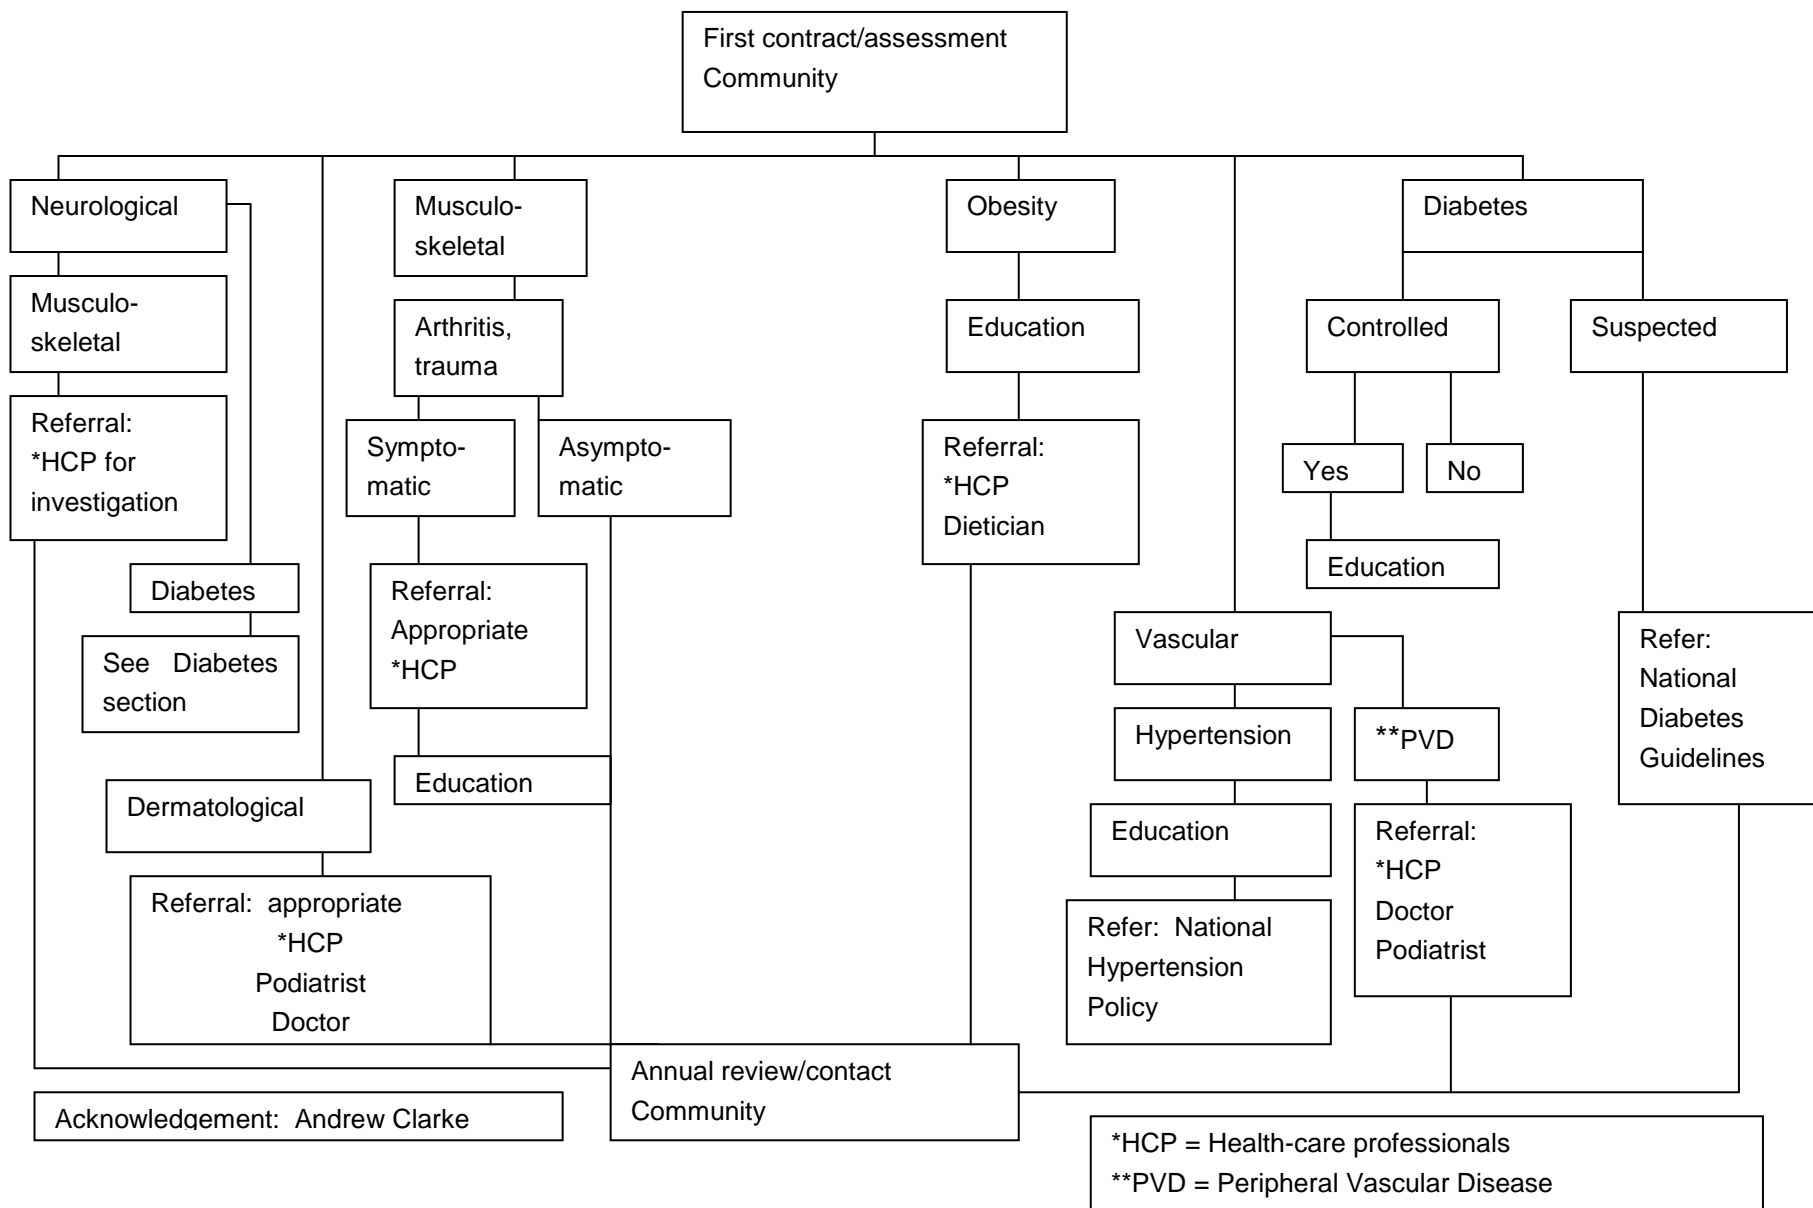 First contract/assessment
Community
Neurological
Musculo-
skeletal
Obesity
Diabetes
Musculo-
skeletal
Arthritis,
trauma
Education
Controlled
Suspected
Referral:
*HCP for
investigation
Sympto-
matic
Asympto-
matic
Referral:
*HCP
Dietician
Yes
No
Education
Diabetes
Referral:
Appropriate
*HCP
Vascular
Refer:
National
Diabetes
Guidelines
See Diabetes
section
Hypertension
**PVD
Education
Dermatological
Education
Referral:
*HCP
Doctor
Podiatrist
Referral: appropriate
*HCP
Podiatrist
Doctor
Refer: National
Hypertension
Policy
Annual review/contact
Community
Acknowledgement: Andrew Clarke
*HCP = Health-care professionals
**PVD = Peripheral Vascular Disease